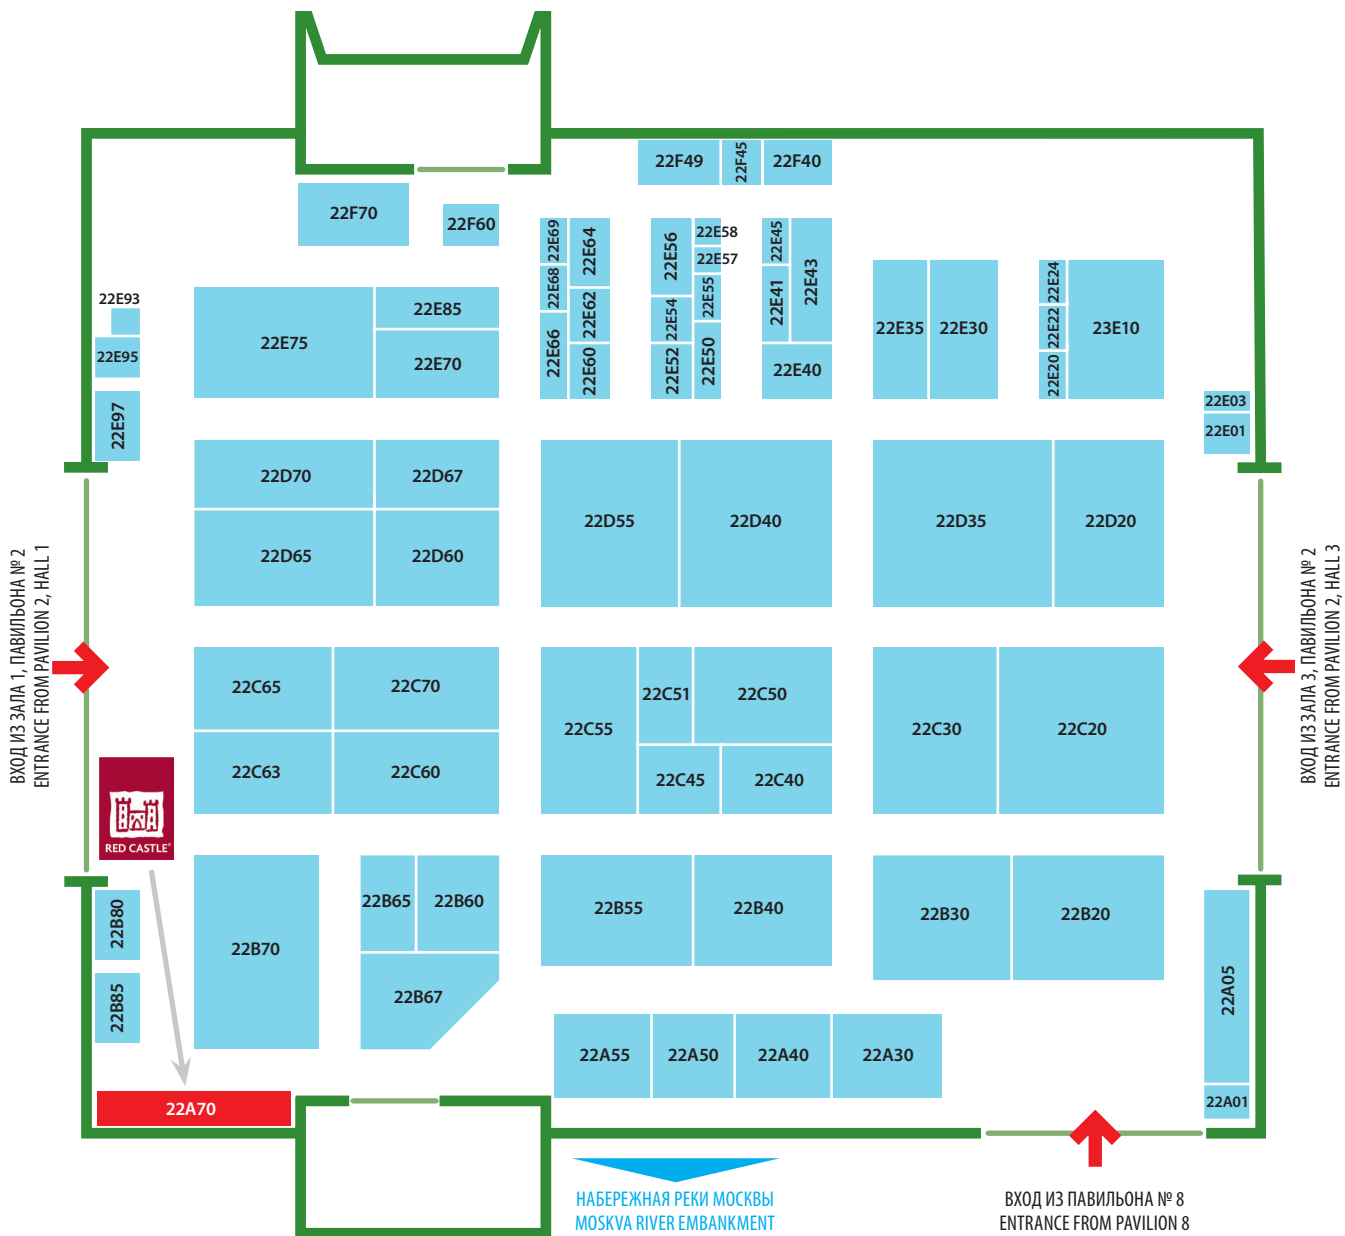 22F49
22F45
22F40
22F70
22F60
22E69
22E64
22E68
22E62
22E66
22E60
22E56
22E58
22E57
22E54
22E55
22E52
22E50
22E45
22E43
22E41
22E40
22E35
22E30
22E24
22E22
22E20
23E10
22E93
22E95
22E97
22E75
22E85
22E70
22E03
22E01
22D70
22D67
22D65
22D60
22D55
22D40
22D35
22D20
ВХОД ИЗ ЗАЛА 1, ПАВИЛЬОНА № 2
ENTRANCE FROM PAVILION 2, HALL 1
ВХОД ИЗ ЗАЛА 3, ПАВИЛЬОНА № 2
ENTRANCE FROM PAVILION 2, HALL 3
22C65
22C70
22C63
22C60
22C55
22C51
22C50
22C45
22C40
22C30
22C20
RED CASTLE®
22B80
22B85
22B70
22B65
22B60
22B67
22B55
22B40
22B30
22B20
22A05
22A01
22A55
22A50
22A40
22A30
22A70
НАБЕРЕЖНАЯ РЕКИ МОСКВЫ
MOSKVA RIVER EMBANKMENT
ВХОД ИЗ ПАВИЛЬОНА № 8
ENTRANCE FROM PAVILION 8